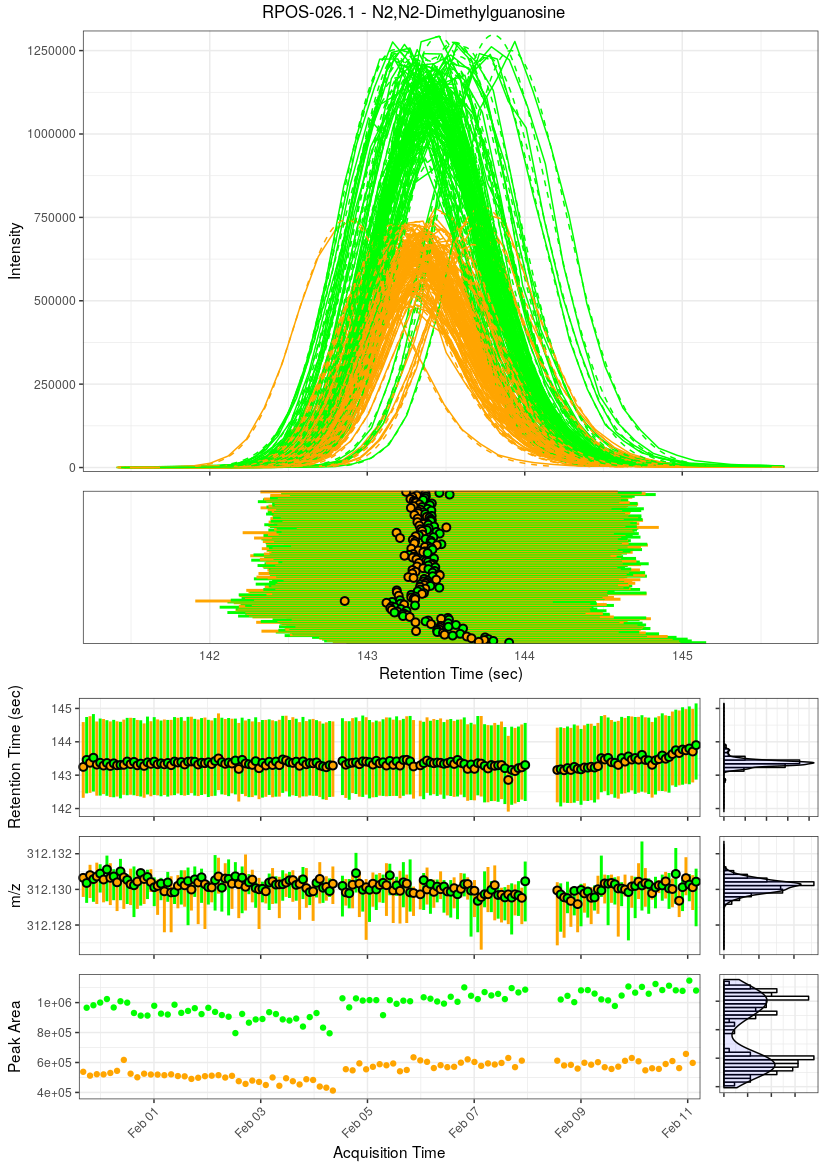 RPOS-026.1 - N2,N2-Dimethylguanosine
Intensity
1250000
1000000
750000
500000
250000
0
142
143
144
145
Retention Time (sec)
Retention Time (sec)
145
144
143
142
m/z
312.132
312.130
312.128
Peak Area
1e+06
8e+05
6e+05
4e+05
Feb 01
Feb 03
Feb 05
Feb 07
Feb 09
Feb 11
Acquisition Time